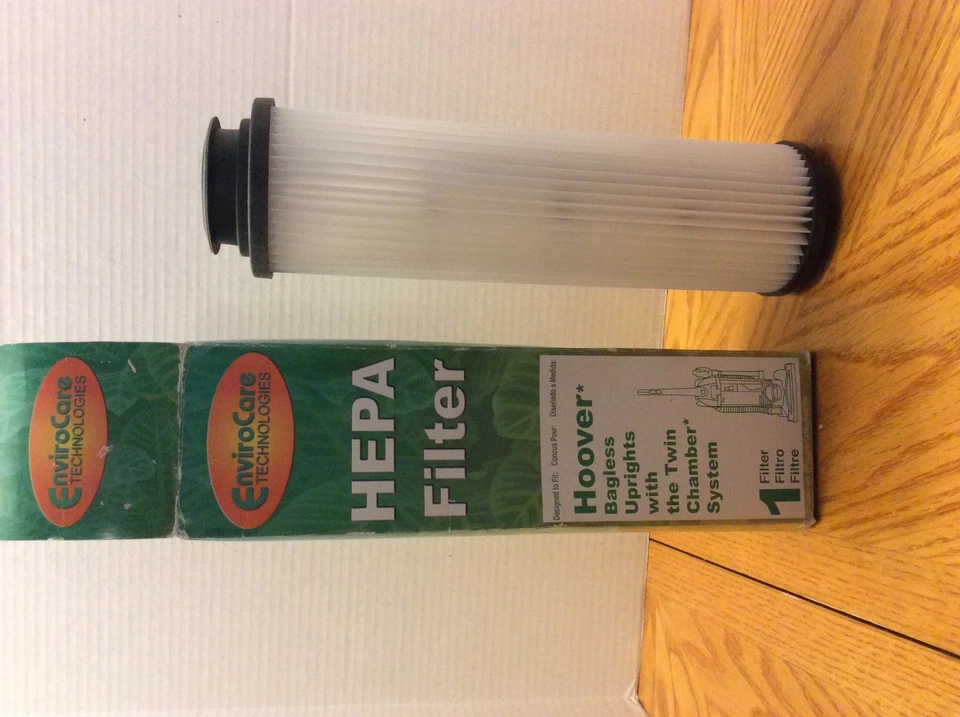 EnviroCare
TECHNOLOGIES
EnviroCare
TECHNOLOGIES
HEPA
Filter
Designed to Fit: Concus Pour: Diseñado a Medida:
Hoover*
Bagless
Uprights
with
the Twin
Chamber*
System
1 Filter
Filtro
Filtre